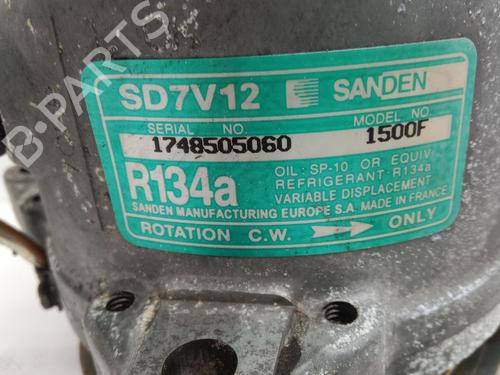 B-PARTS
SD7V12 SANDEN
SERIAL NO. MODEL NO.
1748505060 1500F
R134a OIL: SP-10 OR EQUIV
REFRIGERANT: R134a
VARIABLE DISPLACEMENT
SANDEN MANUFACTURING EUROPE S.A. MADE IN FRANCE
ROTATION C.W. ONLY